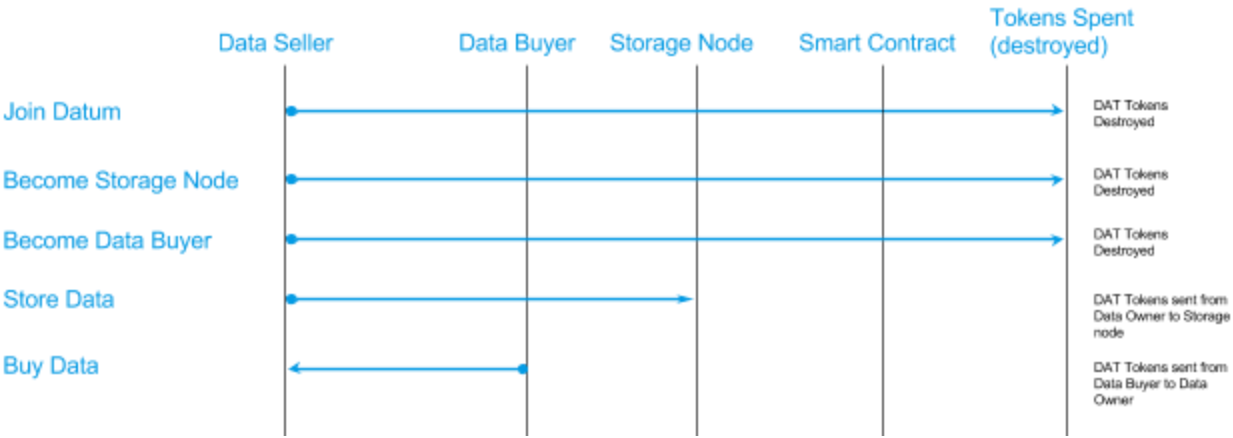 Tokens Spent
Data Seller Data Buyer Storage Node Smart Contract (destroyed)
Join Datum
DAT Tokens
Destroyed
Become Storage Node
DAT Tokens
Destroyed
Become Data Buyer
DAT Tokens
Destroyed
Store Data
DAT Tokens sent from
Data Owner to Storage
node
Buy Data
DAT Tokens sent from
Data Buyer to Data
Owner